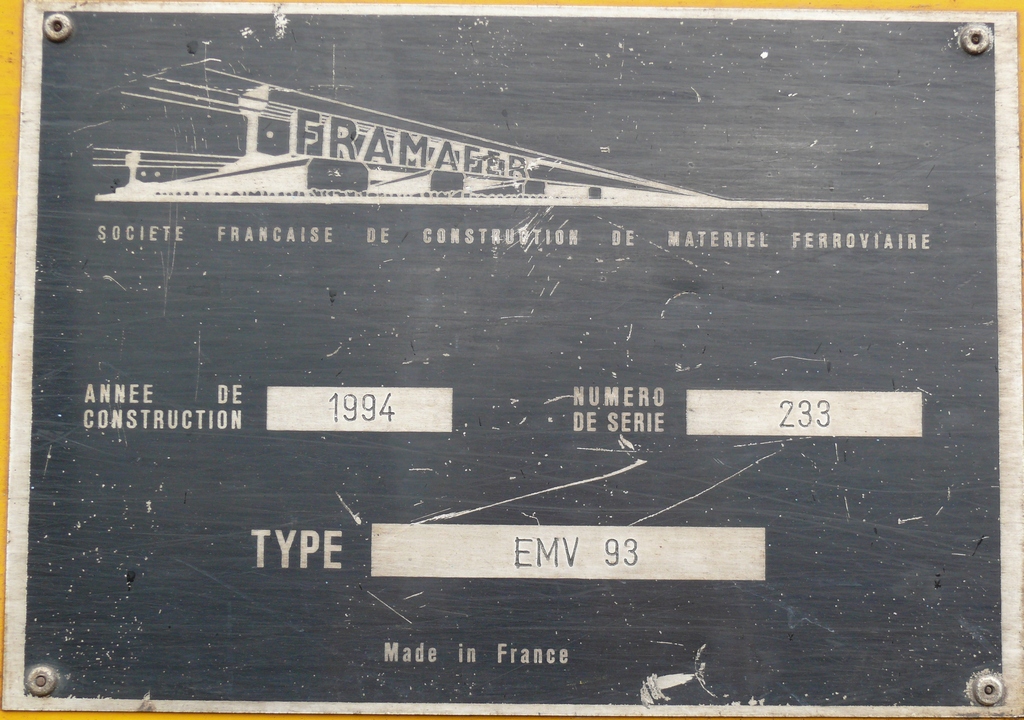 FRAMAFER
SOCIETE FRANCAISE DE CONSTRUCTION DE MATERIEL FERROVIAIRE
ANNEE DE
CONSTRUCTION
1994
NUMERO
DE SERIE
233
TYPE
EMV 93
Made in France